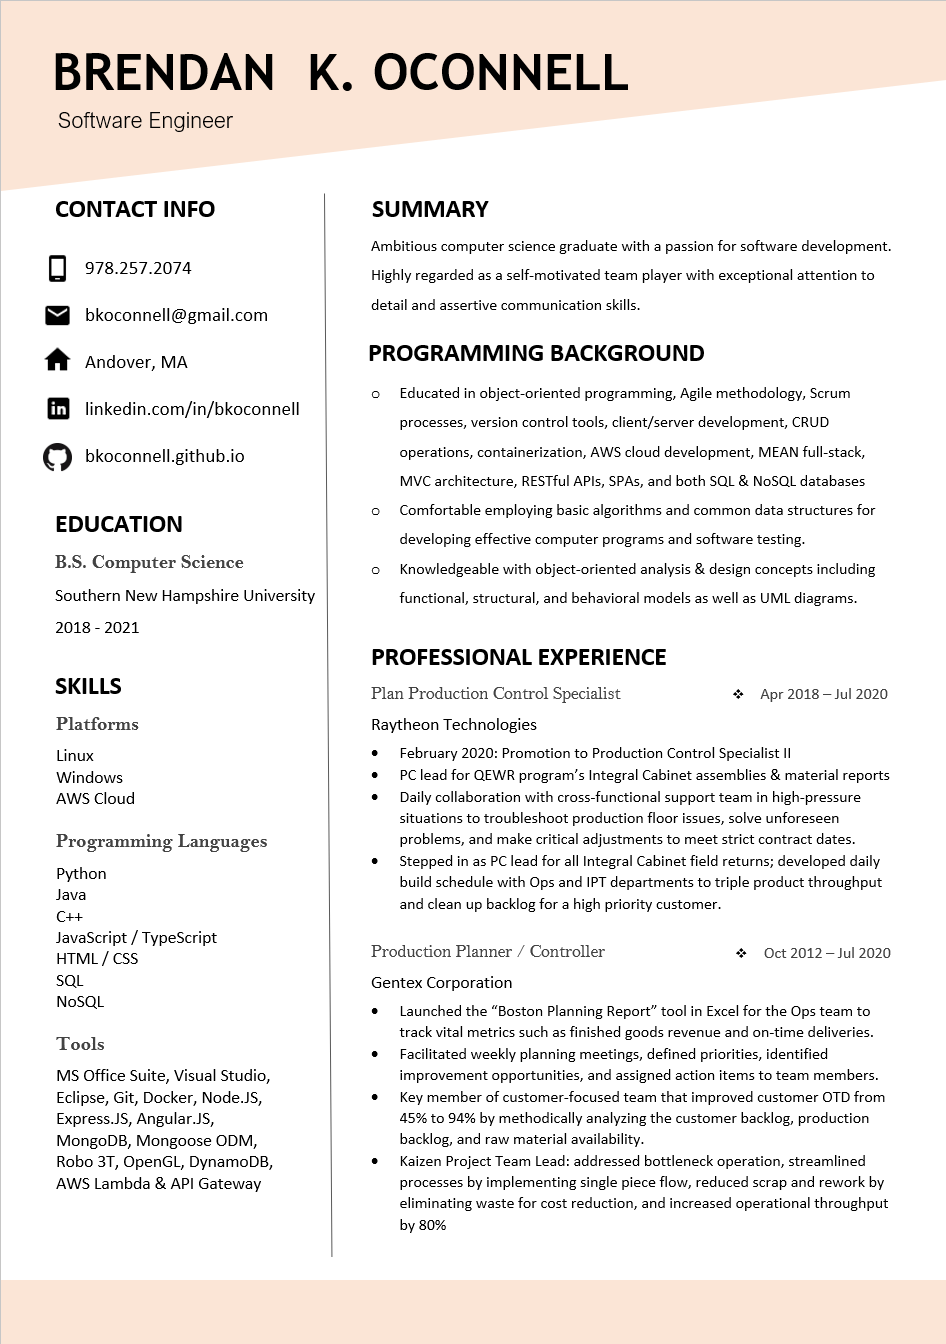 BRENDAN K. OCONNELL
Software Engineer
CONTACT INFO
978.257.2074
bkoconnell@gmail.com
Andover, MA
linkedin.com/in/bkoconnell
bkoconnell.github.io
EDUCATION
B.S. Computer Science
Southern New Hampshire University
2018 - 2021
SKILLS
Platforms
Linux
Windows
AWS Cloud
Programming Languages
Python
Java
C++
JavaScript / TypeScript
HTML / CSS
SQL
NoSQL
Tools
MS Office Suite, Visual Studio,
Eclipse, Git, Docker, Node.JS,
Express.JS, Angular.JS,
MongoDB, Mongoose ODM,
Robo 3T, OpenGL, DynamoDB,
AWS Lambda & API Gateway
SUMMARY
Ambitious computer science graduate with a passion for software development.
Highly regarded as a self-motivated team player with exceptional attention to
detail and assertive communication skills.
PROGRAMMING BACKGROUND
o Educated in object-oriented programming, Agile methodology, Scrum
processes, version control tools, client/server development, CRUD
operations, containerization, AWS cloud development, MEAN full-stack,
MVC architecture, RESTful APIs, SPAs, and both SQL & NoSQL databases
o Comfortable employing basic algorithms and common data structures for
developing effective computer programs and software testing.
o Knowledgeable with object-oriented analysis & design concepts including
functional, structural, and behavioral models as well as UML diagrams.
PROFESSIONAL EXPERIENCE
Plan Production Control Specialist ❖ Apr 2018 – Jul 2020
Raytheon Technologies
• February 2020: Promotion to Production Control Specialist II
• PC lead for QEWR program’s Integral Cabinet assemblies & material reports
• Daily collaboration with cross-functional support team in high-pressure
situations to troubleshoot production floor issues, solve unforeseen
problems, and make critical adjustments to meet strict contract dates.
• Stepped in as PC lead for all Integral Cabinet field returns; developed daily
build schedule with Ops and IPT departments to triple product throughput
and clean up backlog for a high priority customer.
Production Planner / Controller ❖ Oct 2012 – Jul 2020
Gentex Corporation
• Launched the “Boston Planning Report” tool in Excel for the Ops team to
track vital metrics such as finished goods revenue and on-time deliveries.
• Facilitated weekly planning meetings, defined priorities, identified
improvement opportunities, and assigned action items to team members.
• Key member of customer-focused team that improved customer OTD from
45% to 94% by methodically analyzing the customer backlog, production
backlog, and raw material availability.
• Kaizen Project Team Lead: addressed bottleneck operation, streamlined
processes by implementing single piece flow, reduced scrap and rework by
eliminating waste for cost reduction, and increased operational throughput
by 80%